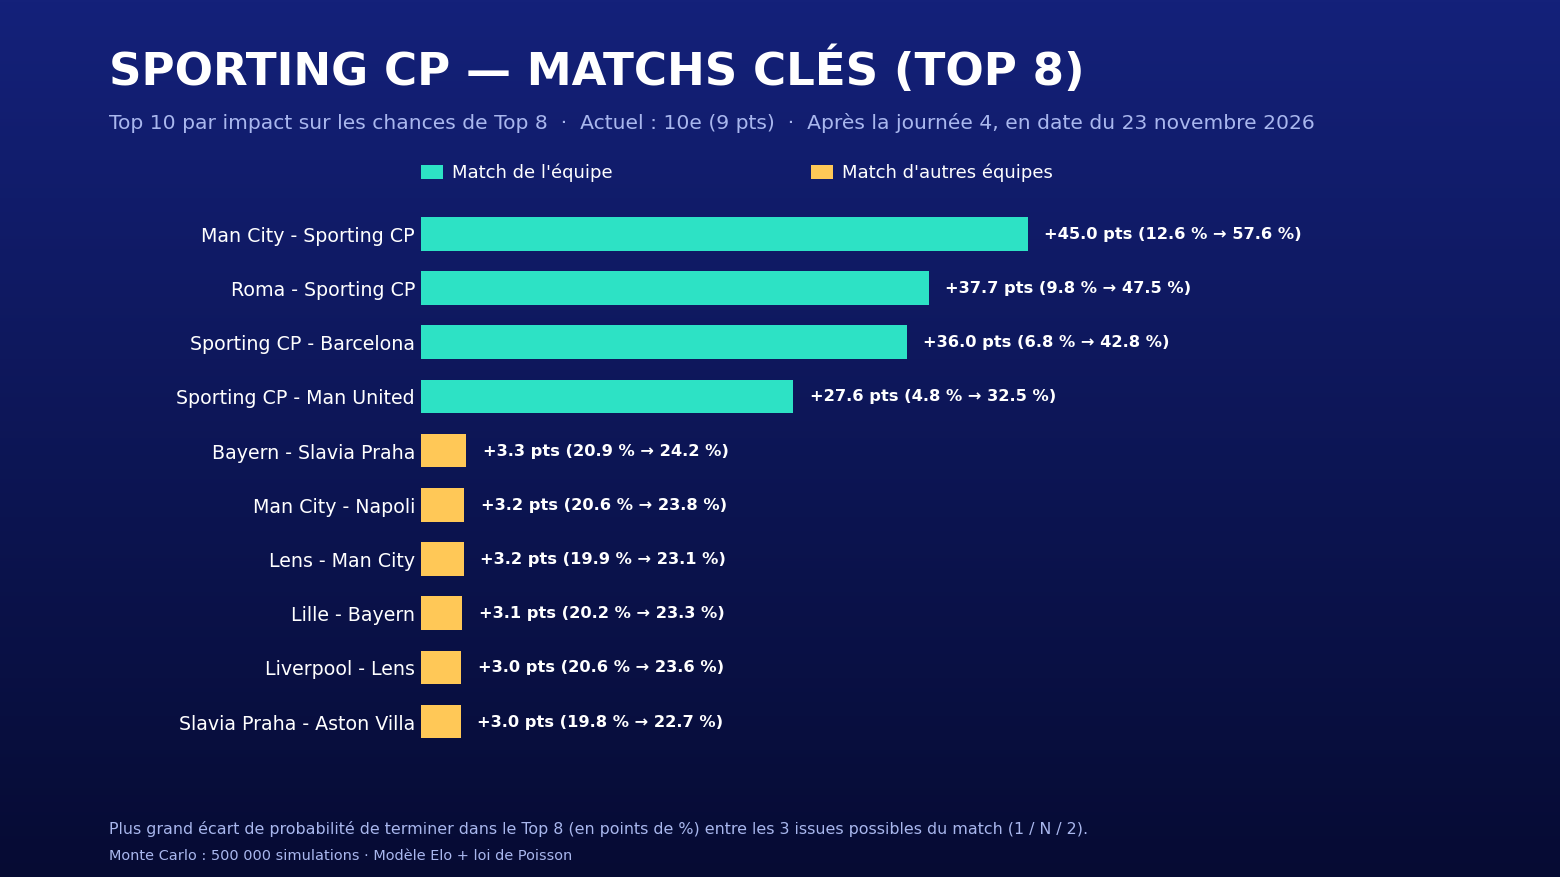 SPORTING CP — MATCHS CLÉS (TOP 8)
Top 10 par impact sur les chances de Top 8 · Actuel : 10e (9 pts) · Après la journée 4, en date du 23 novembre 2026
Match de l'équipe
Match d'autres équipes
Man City - Sporting CP +45.0 pts (12.6 % → 57.6 %)
Roma - Sporting CP +37.7 pts (9.8 % → 47.5 %)
Sporting CP - Barcelona +36.0 pts (6.8 % → 42.8 %)
Sporting CP - Man United +27.6 pts (4.8 % → 32.5 %)
Bayern - Slavia Praha +3.3 pts (20.9 % → 24.2 %)
Man City - Napoli +3.2 pts (20.6 % → 23.8 %)
Lens - Man City +3.2 pts (19.9 % → 23.1 %)
Lille - Bayern +3.1 pts (20.2 % → 23.3 %)
Liverpool - Lens +3.0 pts (20.6 % → 23.6 %)
Slavia Praha - Aston Villa +3.0 pts (19.8 % → 22.7 %)
Plus grand écart de probabilité de terminer dans le Top 8 (en points de %) entre les 3 issues possibles du match (1 / N / 2).
Monte Carlo : 500 000 simulations · Modèle Elo + loi de Poisson